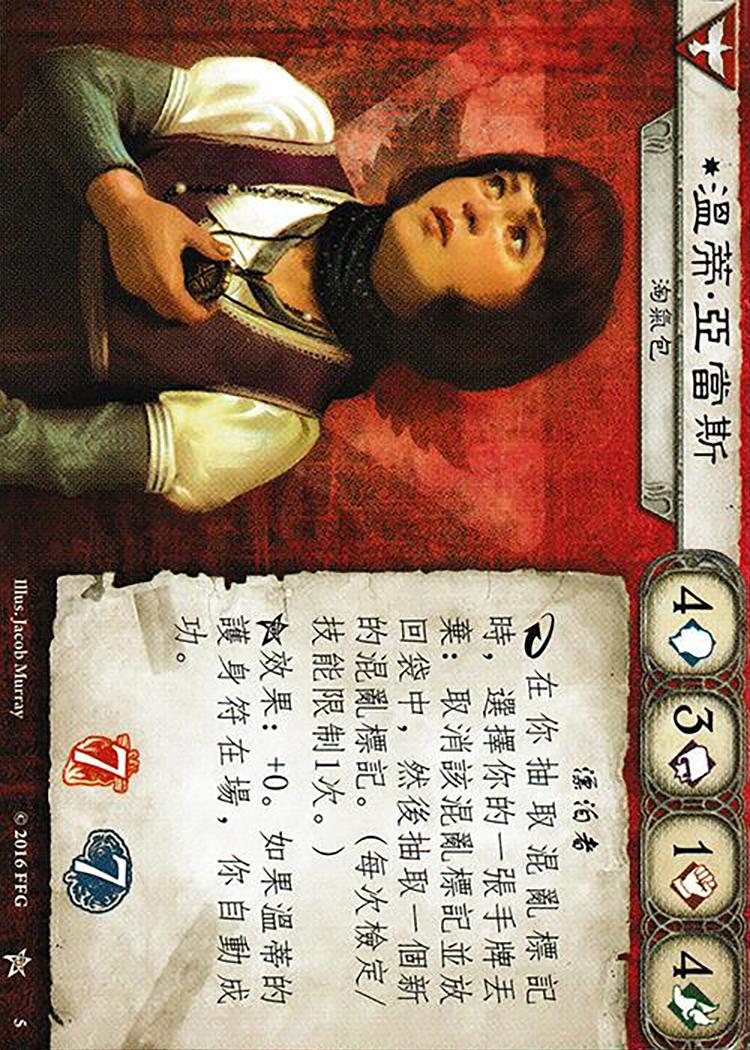 溫蒂·亞當斯
淘氣包
4 3 1 4
漂泊者
在你抽取混亂標記
時，選擇你的一張手牌丟
棄：取消該混亂標記並放
回袋中，然後抽取一個新
的混亂標記。（每次檢定/
技能限制1次。）
效果：+0。如果溫蒂的
護身符在場，你自動成
功。
7 7
Illus. Jacob Murray
© 2016 FFG
5